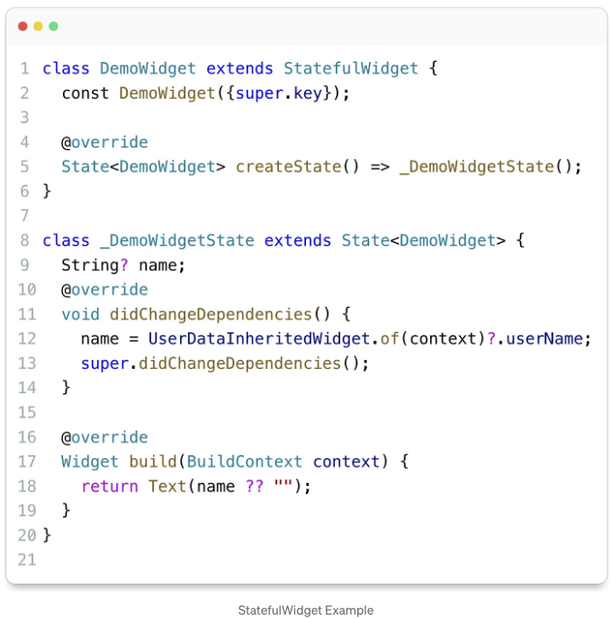 1 class DemoWidget extends StatefulWidget {
2   const DemoWidget({super.key});
3
4   @override
5   State<DemoWidget> createState() => _DemoWidgetState();
6 }
7
8 class _DemoWidgetState extends State<DemoWidget> {
9   String? name;
10   @override
11   void didChangeDependencies() {
12     name = UserDataInheritedWidget.of(context)?.userName;
13     super.didChangeDependencies();
14   }
15
16   @override
17   Widget build(BuildContext context) {
18     return Text(name ?? "");
19   }
20 }
21
StatefulWidget Example